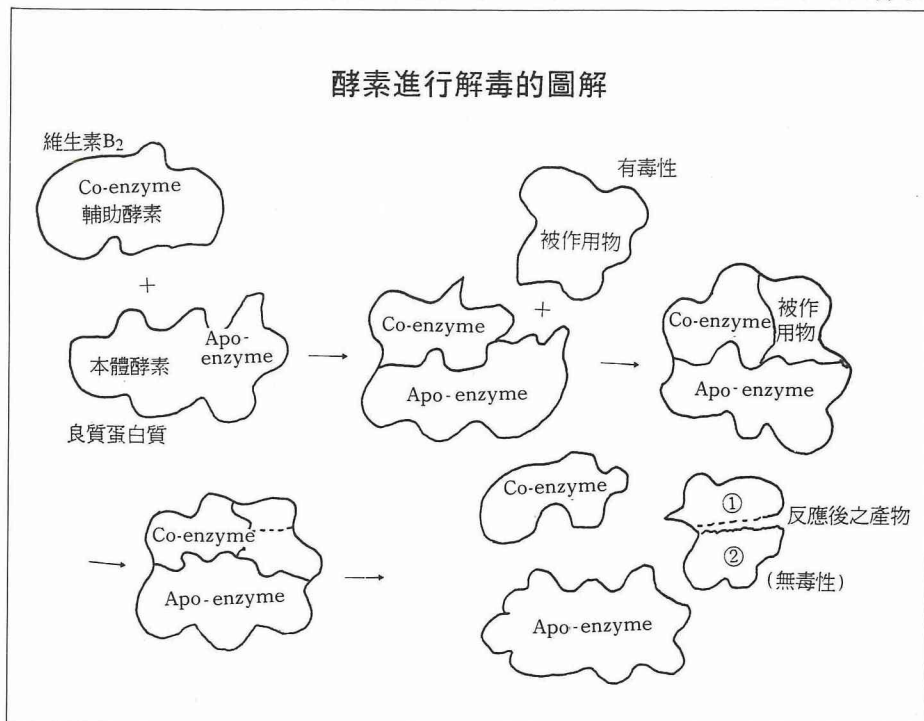 酵素進行解毒的圖解
維生素B₂
Co-enzyme
輔助酵素
+
本體酵素
Apo-
enzyme
良質蛋白質
→
Co-enzyme
Apo-enzyme
有毒性
被作用物
+
→
Co-enzyme
被作
用物
Apo-enzyme
→
Co-enzyme
Apo-enzyme
→
Co-enzyme
Apo-enzyme
①
②
反應後之產物
(無毒性)